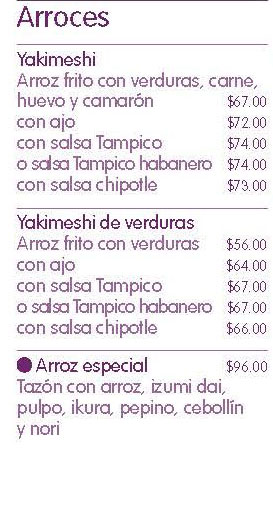 Arroces
Yakimeshi
Arroz frito con verduras, carne,
huevo y camarón $67.00
con ajo $72.00
con salsa Tampico $74.00
o salsa Tampico habanero $74.00
con salsa chipotle $73.00
Yakimeshi de verduras
Arroz frito con verduras $56.00
con ajo $64.00
con salsa Tampico $67.00
o salsa Tampico habanero $67.00
con salsa chipotle $66.00
Arroz especial $96.00
Tazón con arroz, izumi dai,
pulpo, ikura, pepino, cebollín
y nori